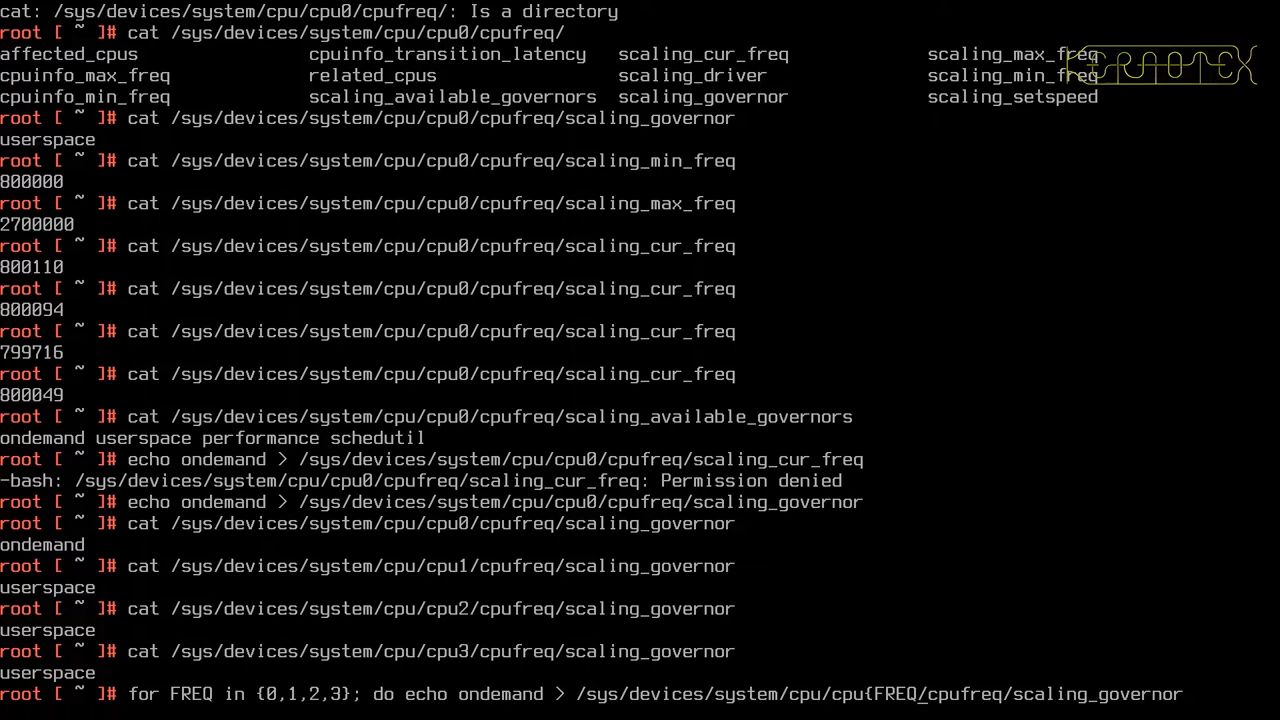 cat: /sys/devices/system/cpu/cpu0/cpufreq/: Is a directory
root [ ~ ]# cat /sys/devices/system/cpu/cpu0/cpufreq/
affected_cpus cpuinfo_transition_latency scaling_cur_freq scaling_max_freq
cpuinfo_max_freq related_cpus scaling_driver scaling_min_freq
cpuinfo_min_freq scaling_available_governors scaling_governor scaling_setspeed
root [ ~ ]# cat /sys/devices/system/cpu/cpu0/cpufreq/scaling_governor
userspace
root [ ~ ]# cat /sys/devices/system/cpu/cpu0/cpufreq/scaling_min_freq
800000
root [ ~ ]# cat /sys/devices/system/cpu/cpu0/cpufreq/scaling_max_freq
2700000
root [ ~ ]# cat /sys/devices/system/cpu/cpu0/cpufreq/scaling_cur_freq
800110
root [ ~ ]# cat /sys/devices/system/cpu/cpu0/cpufreq/scaling_cur_freq
800094
root [ ~ ]# cat /sys/devices/system/cpu/cpu0/cpufreq/scaling_cur_freq
799716
root [ ~ ]# cat /sys/devices/system/cpu/cpu0/cpufreq/scaling_cur_freq
800049
root [ ~ ]# cat /sys/devices/system/cpu/cpu0/cpufreq/scaling_available_governors
ondemand userspace performance schedutil
root [ ~ ]# echo ondemand > /sys/devices/system/cpu/cpu0/cpufreq/scaling_cur_freq
-bash: /sys/devices/system/cpu/cpu0/cpufreq/scaling_cur_freq: Permission denied
root [ ~ ]# echo ondemand > /sys/devices/system/cpu/cpu0/cpufreq/scaling_governor
root [ ~ ]# cat /sys/devices/system/cpu/cpu0/cpufreq/scaling_governor
ondemand
root [ ~ ]# cat /sys/devices/system/cpu/cpu1/cpufreq/scaling_governor
userspace
root [ ~ ]# cat /sys/devices/system/cpu/cpu2/cpufreq/scaling_governor
userspace
root [ ~ ]# cat /sys/devices/system/cpu/cpu3/cpufreq/scaling_governor
userspace
root [ ~ ]# for FREQ in {0,1,2,3}; do echo ondemand > /sys/devices/system/cpu/cpu{FREQ/cpufreq/scaling_governor